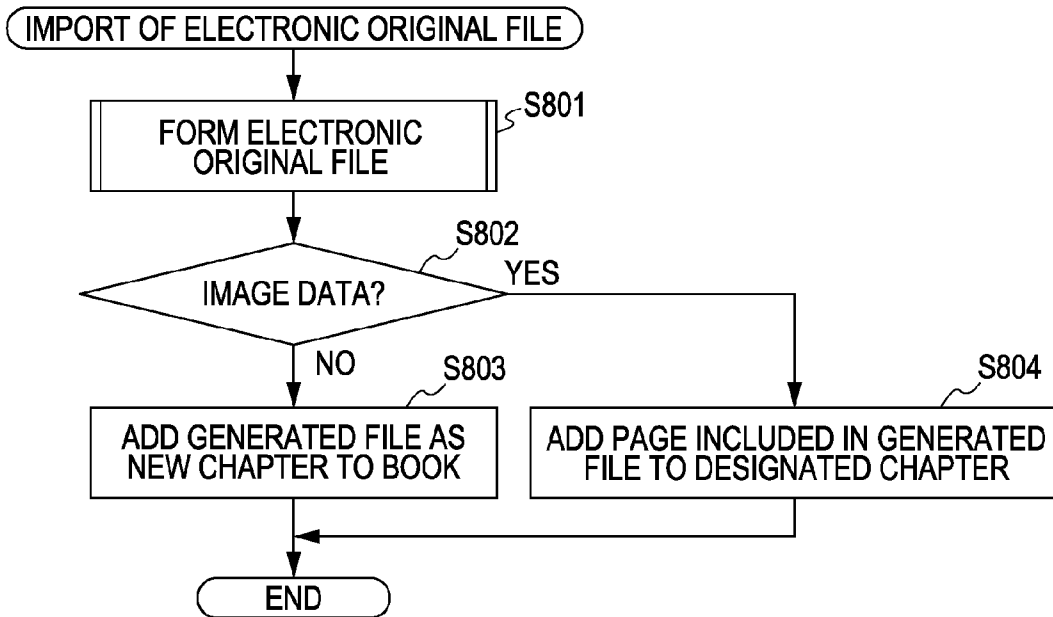 IMPORT OF ELECTRONIC ORIGINAL FILE
S801
FORM ELECTRONIC
ORIGINAL FILE
S802
IMAGE DATA?
YES
NO
S803
ADD GENERATED FILE AS
NEW CHAPTER TO BOOK
S804
ADD PAGE INCLUDED IN GENERATED
FILE TO DESIGNATED CHAPTER
END